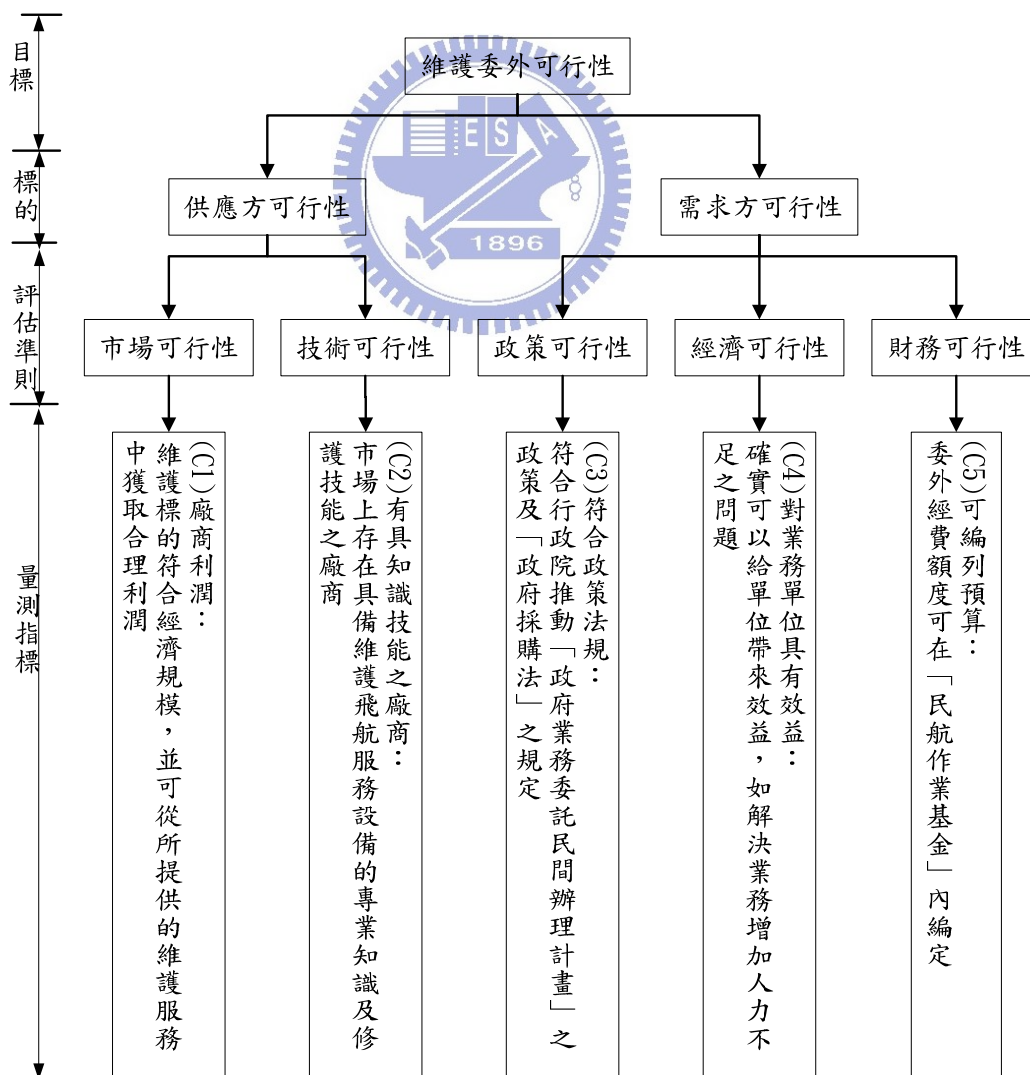 目標
維護委外可行性
ESA
1896
標的
供應方可行性
需求方可行性
評估準則
市場可行性
技術可行性
政策可行性
經濟可行性
財務可行性
量測指標
(C1)廠商利潤：
維護標的符合經濟規模，並可從所提供的維護服務
中獲取合理利潤
(C2)有具知識技能之廠商：
市場上存在具備維護飛航服務設備的專業知識及修
護技能之廠商
(C3)符合政策法規：
符合行政院推動「政府業務委託民間辦理計畫」之
政策及「政府採購法」之規定
(C4)對業務單位具有效益：
確實可以給單位帶來效益，如解決業務增加人力不
足之問題
(C5)可編列預算：
委外經費額度可在「民航作業基金」內編定